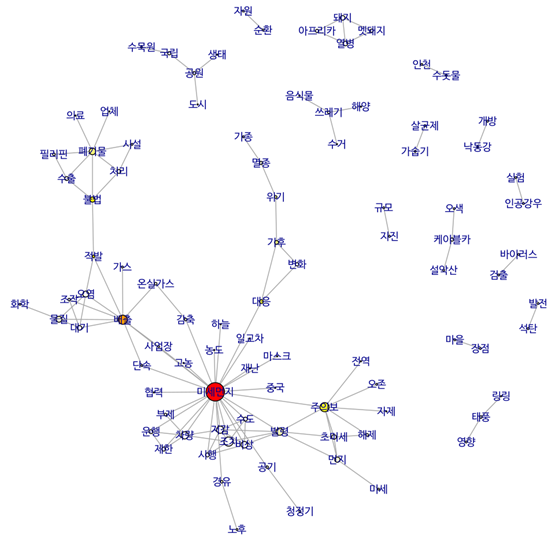 자원
순환
돼지
아프리카
멧돼지
열병
수목원
국립
생태
공원
도시
인천
수돗물
음식물
해양
쓰레기
수거
의료
업체
살균제
가습기
개방
낙동강
가종
멸종
폐기물
시설
필리핀
처리
수출
불법
실험
인공강우
위기
규모
지진
오색
케이블카
설악산
기후
변화
바이러스
검출
적발
가스
온실가스
오염
조작
화학
물질
대기
배출
감축
대응
발전
석탄
하늘
사업장
농도
일교차
마을
광점
단속
고농
재난
마스크
전역
협력
미세먼지
중국
오존
주의보
자제
부제
수도
운행
차량
저감
조치
비상
발령
초미세
해제
제한
시행
먼지
공기
경유
미세
청정기
노후
링링
태풍
영향